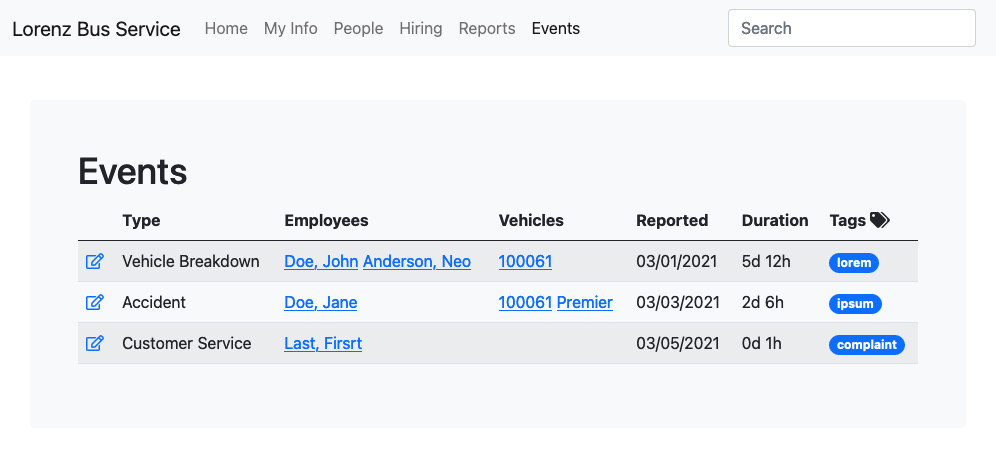 Lorenz Bus Service Home My Info People Hiring Reports Events Search
Events
Type Employees Vehicles Reported Duration Tags
Vehicle Breakdown Doe, John Anderson, Neo 100061 03/01/2021 5d 12h lorem
Accident Doe, Jane 100061 Premier 03/03/2021 2d 6h ipsum
Customer Service Last, Firsrt 03/05/2021 0d 1h complaint